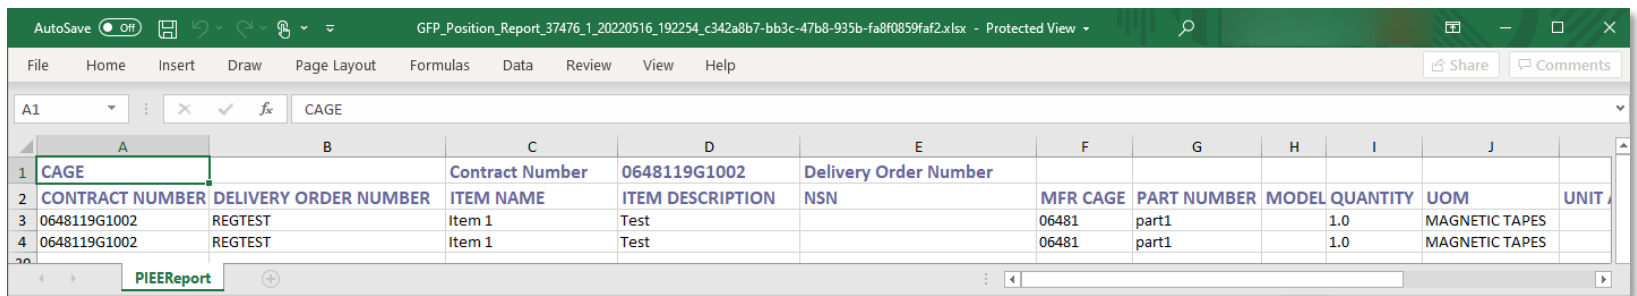 AutoSave Off GFP_Position_Report_37476_1_20220516_192254_c342a8b7-bb3c-47b8-935b-fa8f0859faf2.xlsx - Protected View
File Home Insert Draw Page Layout Formulas Data Review View Help Share Comments
A1 fx CAGE
A B C D E F G H I J
1 CAGE Contract Number 0648119G1002 Delivery Order Number
2 CONTRACT NUMBER DELIVERY ORDER NUMBER ITEM NAME ITEM DESCRIPTION NSN MFR CAGE PART NUMBER MODEL QUANTITY UOM UNIT
3 0648119G1002 REGTEST Item 1 Test 06481 part1 1.0 MAGNETIC TAPES
4 0648119G1002 REGTEST Item 1 Test 06481 part1 1.0 MAGNETIC TAPES
PIEEReport